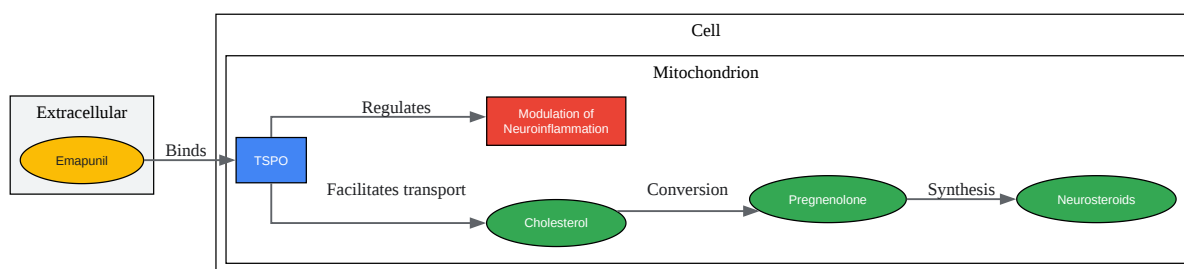 Cell
Mitochondrion
Extracellular
Emapunil
Binds
TSPO
Regulates
Modulation of
Neuroinflammation
Facilitates transport
Cholesterol
Conversion
Pregnenolone
Synthesis
Neurosteroids